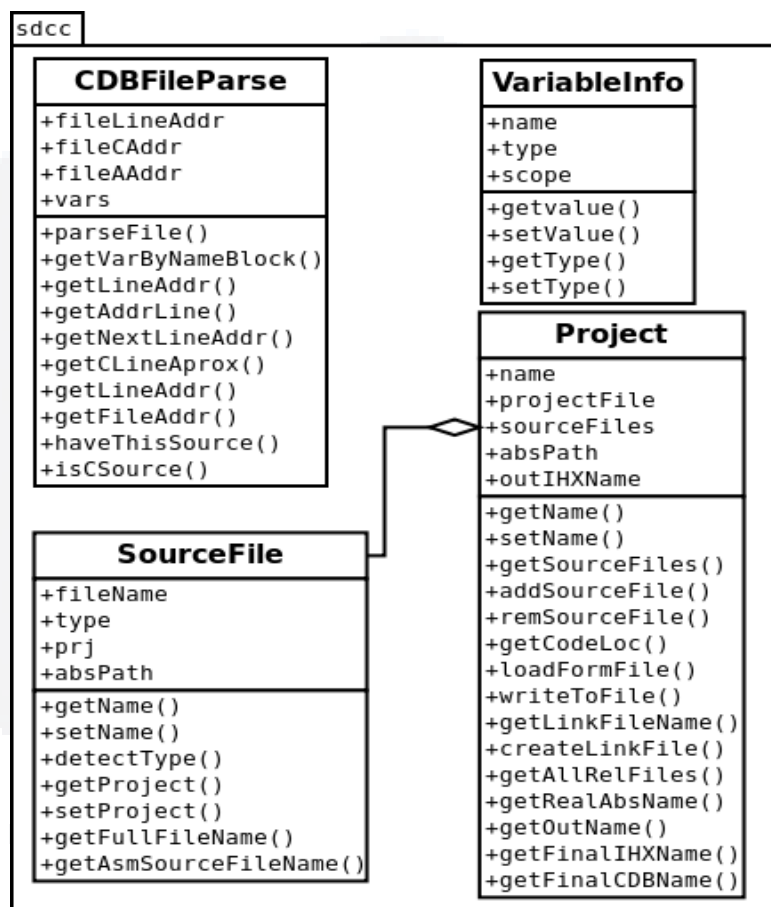 sdcc
CDBFileParse
+fileLineAddr
+fileCAddr
+fileAAddr
+vars
+parseFile()
+getVarByNameBlock()
+getLineAddr()
+getAddrLine()
+getNextLineAddr()
+getCLineAprox()
+getLineAddr()
+getFileAddr()
+haveThisSource()
+isCSource()
VariableInfo
+name
+type
+scope
+getvalue()
+setValue()
+getType()
+setType()
SourceFile
+fileName
+type
+prj
+absPath
+getName()
+setName()
+detectType()
+getProject()
+setProject()
+getFullFileName()
+getAsmSourceFileName()
Project
+name
+projectFile
+sourceFiles
+absPath
+outIHXName
+getName()
+setName()
+getSourceFiles()
+addSourceFile()
+remSourceFile()
+getCodeLoc()
+loadFormFile()
+writeToFile()
+getLinkFileName()
+createLinkFile()
+getAllRelFiles()
+getRealAbsName()
+getOutName()
+getFinalIHXName()
+getFinalCDBName()